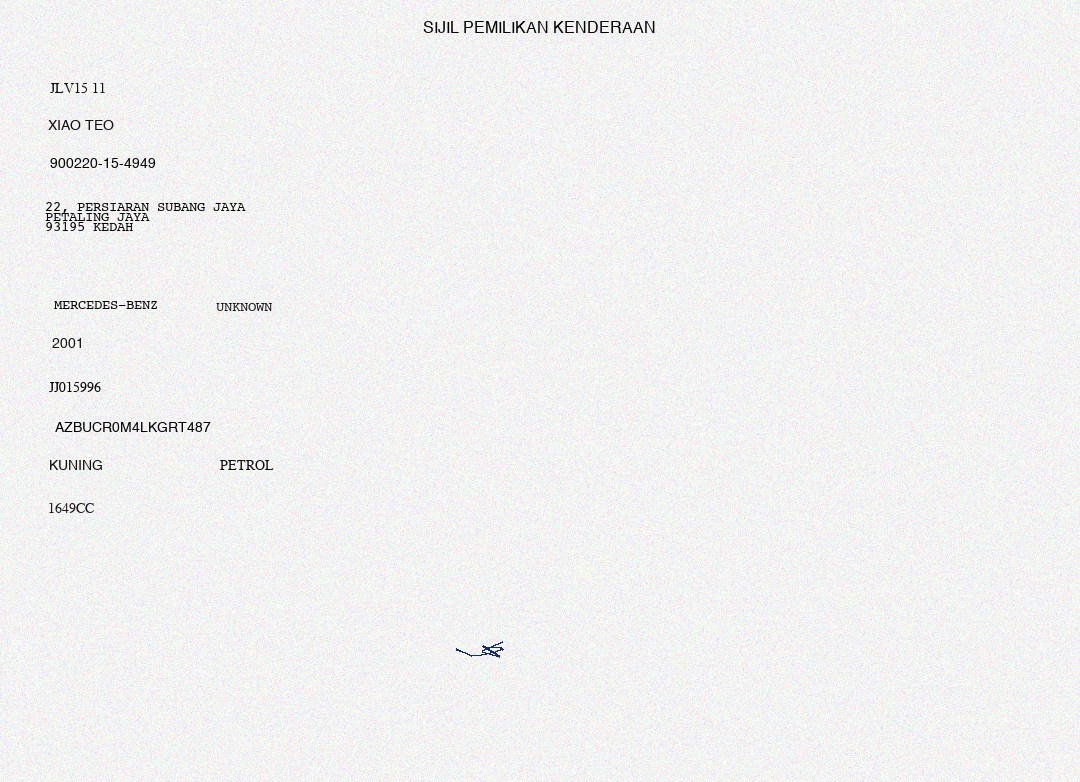 SIJIL PEMILIKAN KENDERAAN
JLV15 11
XIAO TEO
900220-15-4949
22, PERSIARAN SUBANG JAYA
PETALING JAYA
93195 KEDAH
MERCEDES-BENZ UNKNOWN
2001
JJ015996
AZBUCR0M4LKGRT487
KUNING PETROL
1649CC